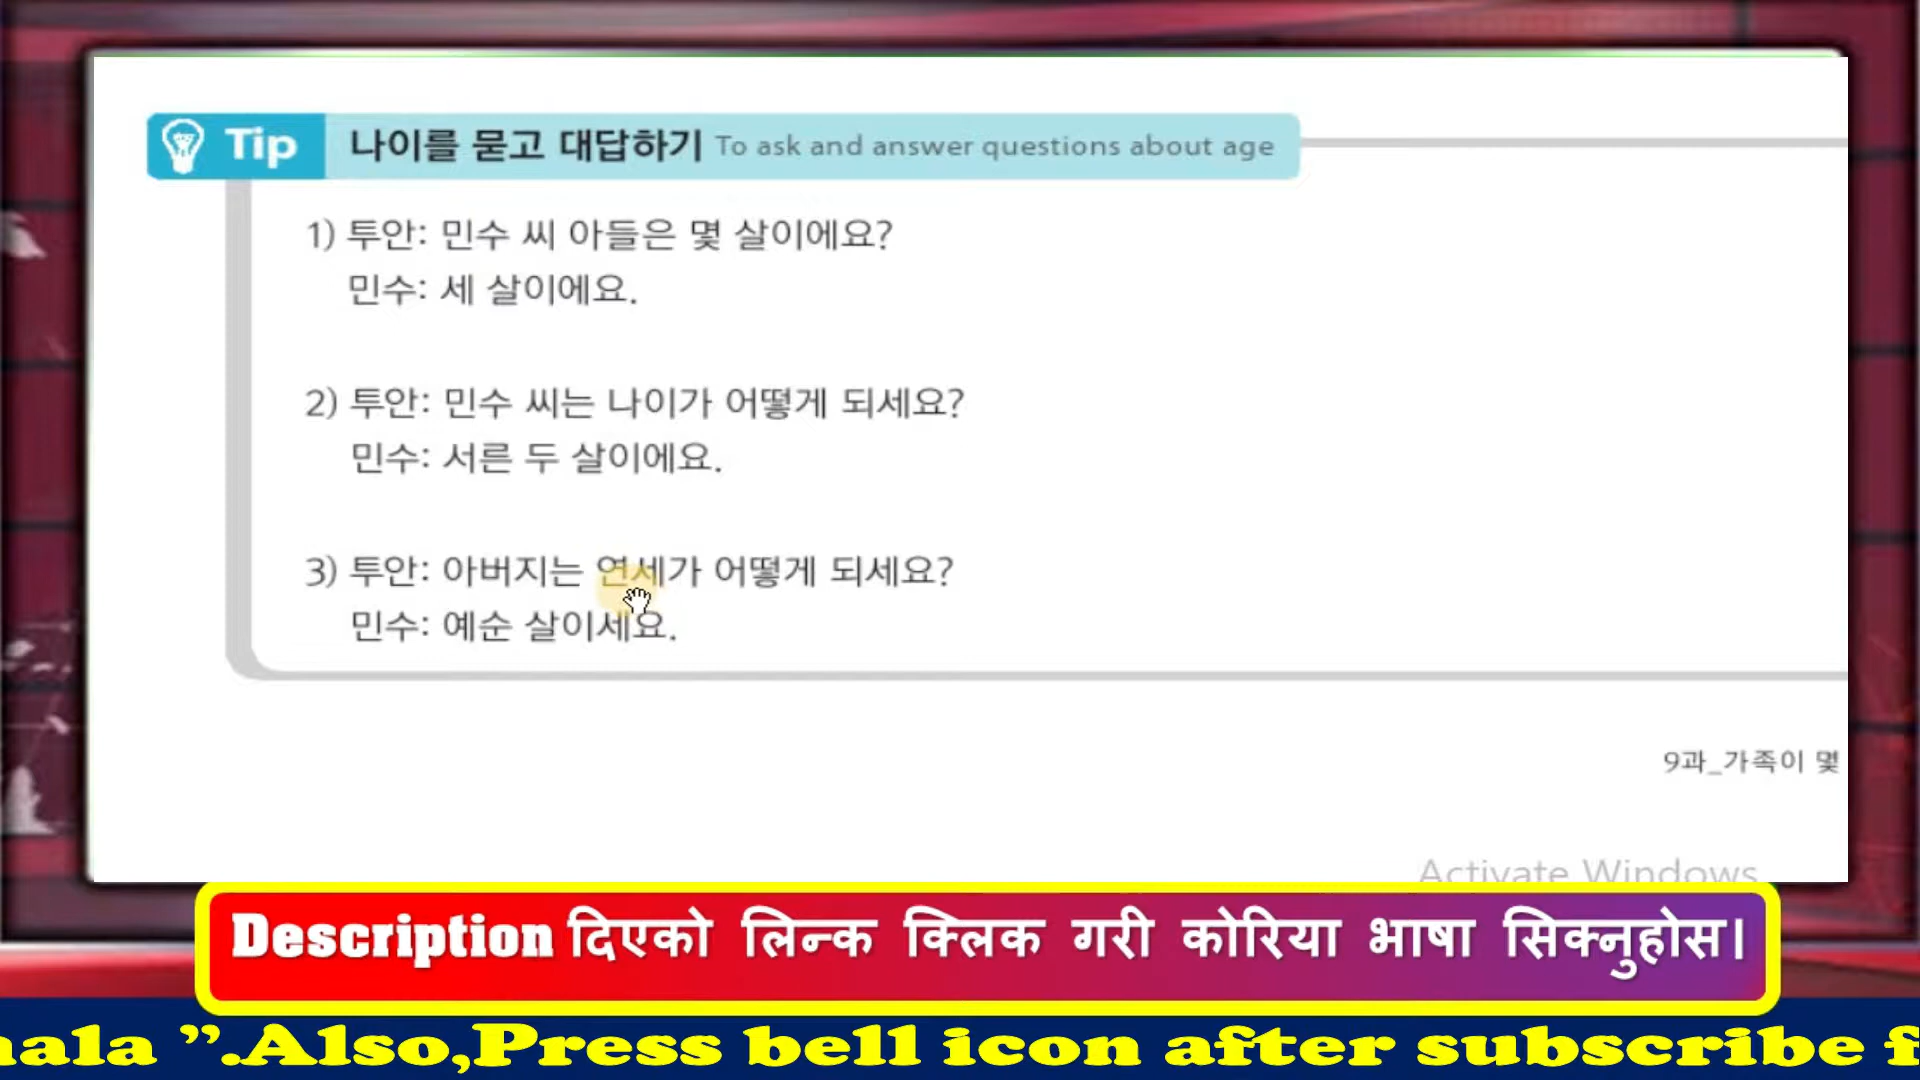 Tip 나이를 묻고 대답하기 To ask and answer questions about age
1) 투안: 민수 씨 아들은 몇 살이에요?
민수: 세 살이에요.
2) 투안: 민수 씨는 나이가 어떻게 되세요?
민수: 서른 두 살이에요.
3) 투안: 아버지는 연세가 어떻게 되세요?
민수: 예순 살이세요.
9과_가족이 몇
Activate Windows
Description दिएको लिन्क क्लिक गरी कोरिया भाषा सिक्नुहोस।
nala ”.Also,Press bell icon after subscribe f